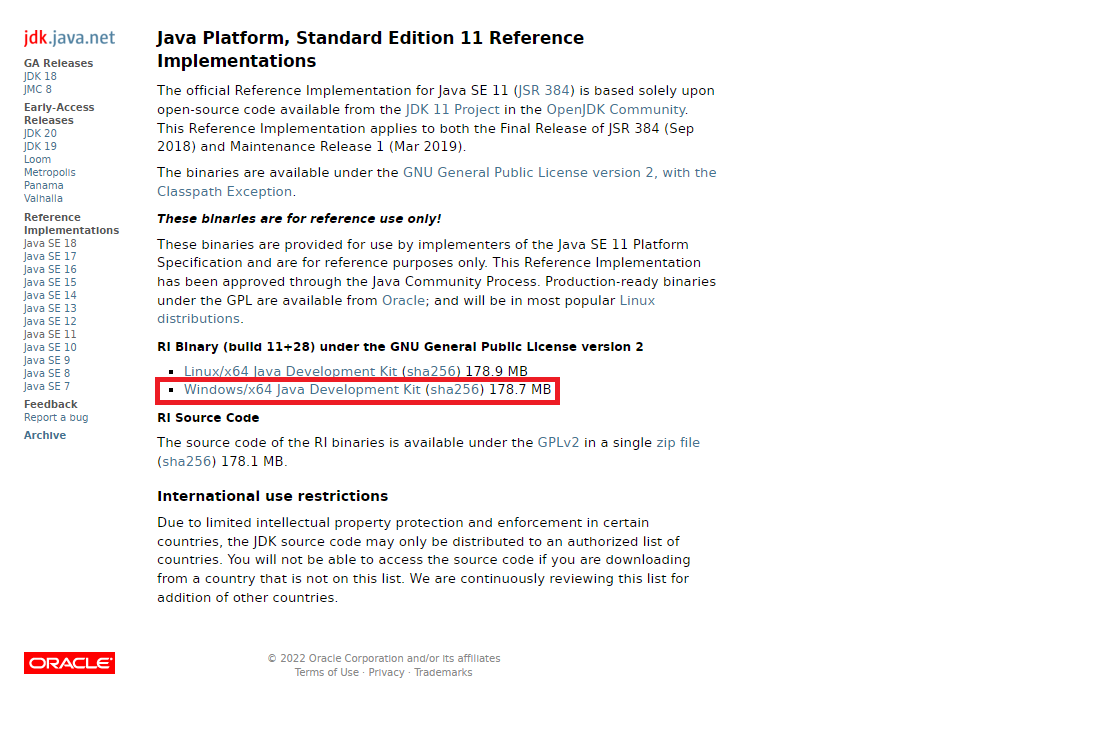 jdk.java.net
GA Releases
JDK 18
JMC 8
Early-Access
Releases
JDK 20
JDK 19
Loom
Metropolis
Panama
Valhalla
Reference
Implementations
Java SE 18
Java SE 17
Java SE 16
Java SE 15
Java SE 14
Java SE 13
Java SE 12
Java SE 11
Java SE 10
Java SE 9
Java SE 8
Java SE 7
Feedback
Report a bug
Archive
Java Platform, Standard Edition 11 Reference
Implementations
The official Reference Implementation for Java SE 11 (JSR 384) is based solely upon
open-source code available from the JDK 11 Project in the OpenJDK Community.
This Reference Implementation applies to both the Final Release of JSR 384 (Sep
2018) and Maintenance Release 1 (Mar 2019).
The binaries are available under the GNU General Public License version 2, with the
Classpath Exception.
These binaries are for reference use only!
These binaries are provided for use by implementers of the Java SE 11 Platform
Specification and are for reference purposes only. This Reference Implementation
has been approved through the Java Community Process. Production-ready binaries
under the GPL are available from Oracle; and will be in most popular Linux
distributions.
RI Binary (build 11+28) under the GNU General Public License version 2
▪ Linux/x64 Java Development Kit (sha256) 178.9 MB
▪ Windows/x64 Java Development Kit (sha256) 178.7 MB
RI Source Code
The source code of the RI binaries is available under the GPLv2 in a single zip file
(sha256) 178.1 MB.
International use restrictions
Due to limited intellectual property protection and enforcement in certain
countries, the JDK source code may only be distributed to an authorized list of
countries. You will not be able to access the source code if you are downloading
from a country that is not on this list. We are continuously reviewing this list for
addition of other countries.
ORACLE
© 2022 Oracle Corporation and/or its affiliates
Terms of Use · Privacy · Trademarks